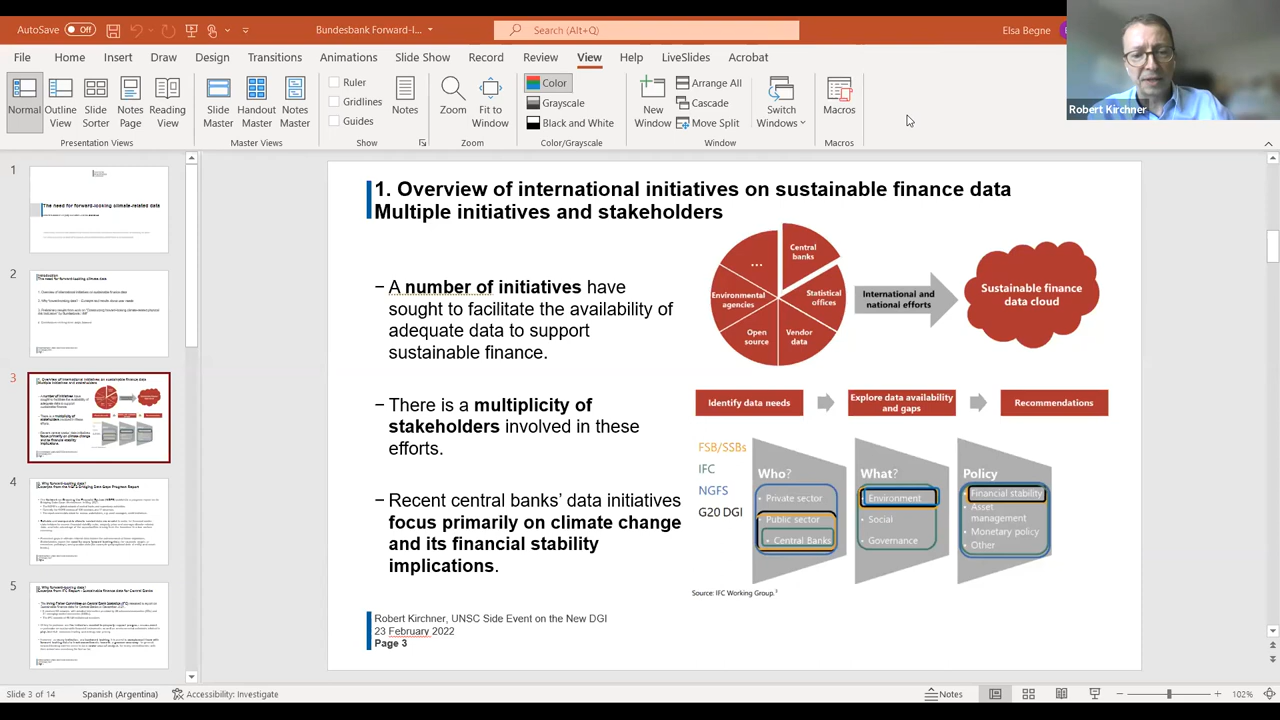 AutoSave Off
Bundesbank Forward-I...
Search (Alt+Q)
Elsa Begne
File Home Insert Draw Design Transitions Animations Slide Show Record Review View Help LiveSlides Acrobat
Normal
Outline View
Slide Sorter
Notes Page
Reading View
Presentation Views
Slide Master
Handout Master
Notes Master
Master Views
Ruler
Gridlines
Guides
Show
Notes
Zoom
Fit to Window
Zoom
Color
Grayscale
Black and White
Color/Grayscale
New Window
Arrange All
Cascade
Move Split
Switch Windows
Window
Macros
Macros
Robert Kirchner
1
The need for forward-looking climate-related data
2
3
4
5
1. Overview of international initiatives on sustainable finance data
Multiple initiatives and stakeholders
− A number of initiatives have
sought to facilitate the availability of
adequate data to support
sustainable finance.
− There is a multiplicity of
stakeholders involved in these
efforts.
− Recent central banks' data initiatives
focus primarily on climate change
and its financial stability
implications.
Central
banks
...
Statistical
offices
Environmental
agencies
Open
source
Vendor
data
International and
national efforts
Sustainable finance
data cloud
Identify data needs
Explore data availability
and gaps
Recommendations
FSB/SSBs
IFC
NGFS
G20 DGI
Who?
• Private sector
• Public sector
• Central Banks
What?
• Environment
• Social
• Governance
Policy
• Financial stability
• Asset
management
• Monetary policy
• Other
Source: IFC Working Group.¹
Robert Kirchner, UNSC Side Event on the New DGI
23 February 2022
Page 3
Slide 3 of 14
Spanish (Argentina)
Accessibility: Investigate
Notes
102%